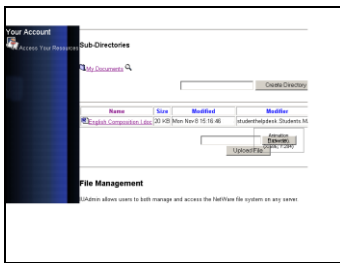 Your Account
Access Your Resources
Sub-Directories
My Documents
Create Directory
Name Size Modified Modifier
English Composition I.doc 20 KB Mon Nov 8 15:16:46 studenthelpdesk.Students.M
Upload File
File Management
UAdmin allows users to both manage and access the NetWare file system on any server.